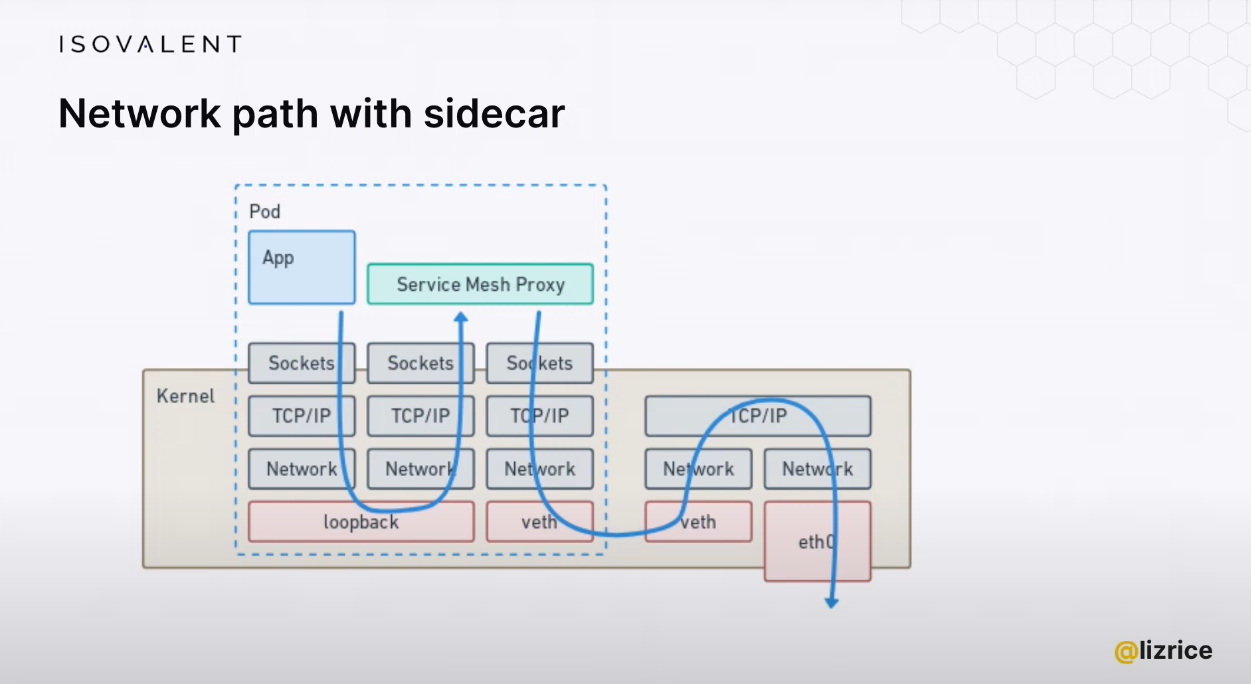 ISOVALENT
Network path with sidecar
Pod
App
Service Mesh Proxy
Sockets Sockets Sockets
Kernel
TCP/IP TCP/IP TCP/IP TCP/IP
Network Network Network Network Network
loopback veth veth
eth0
@lizrice